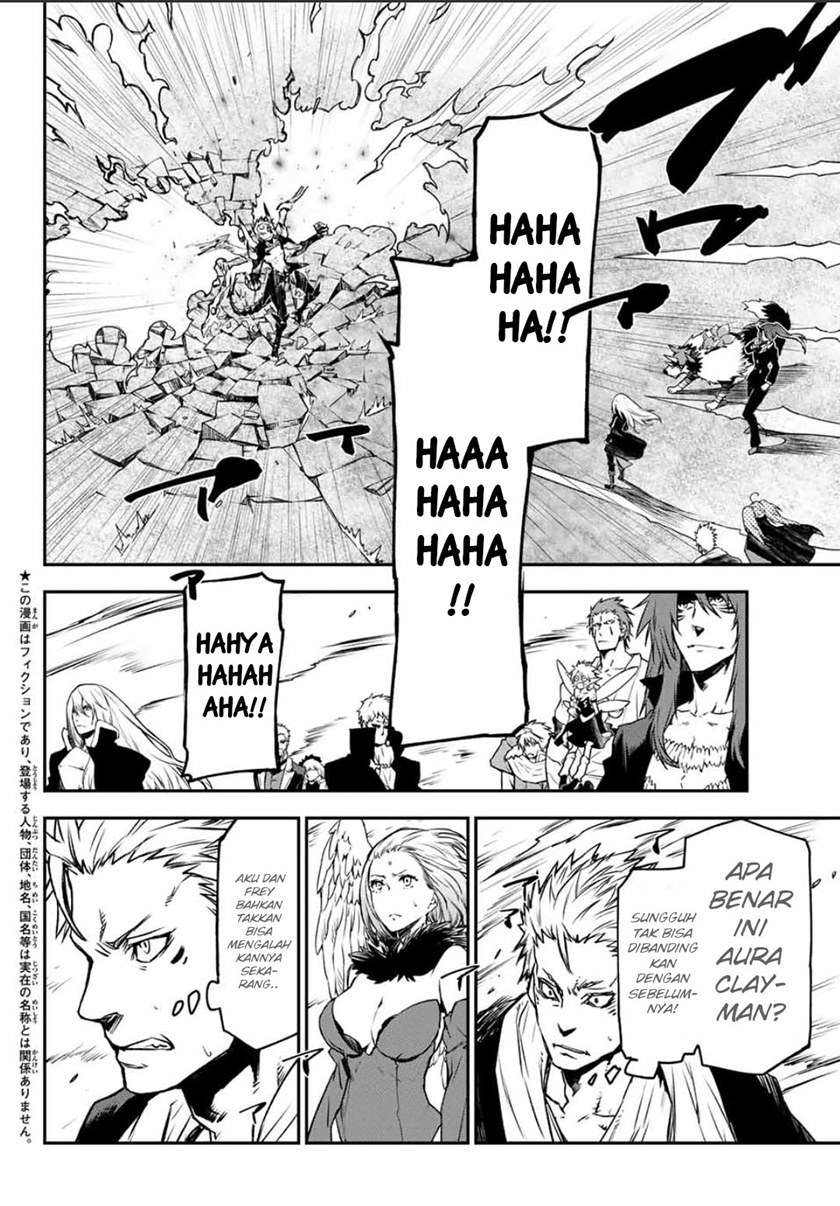 HAHA
HAHA
HA!!
HAAA
HAHA
HAHA
!!
HAHYA
HAHAH
AHA!!
APA
BENAR
INI
AURA
CLAY-
MAN?
SUNGGUH
TAK BISA
DIBANDING
KAN
DENGAN
SEBELUM-
NYA!
AKU DAN
FREY
BAHKAN
TAKKAN
BISA
MENGALAH
KANNYA
SEKA-
RANG..
★この漫画はフィクションであり、登場する人物、団体、地名、国名等は実在の名称とは関係ありません。